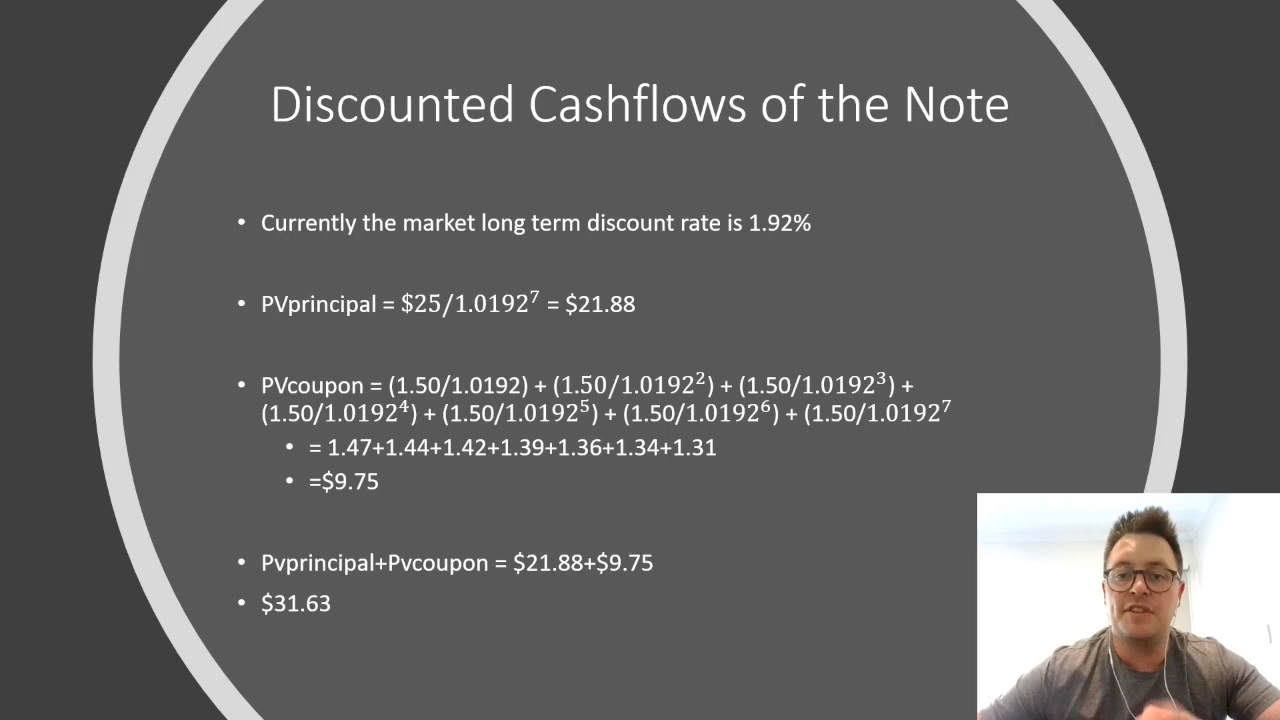 Discounted Cashflows of the Note
• Currently the market long term discount rate is 1.92%
• PVprincipal = $25/1.0192⁷ = $21.88
• PVcoupon = (1.50/1.0192) + (1.50/1.0192²) + (1.50/1.0192³) +
(1.50/1.0192⁴) + (1.50/1.0192⁵) + (1.50/1.0192⁶) + (1.50/1.0192⁷
• = 1.47+1.44+1.42+1.39+1.36+1.34+1.31
• =$9.75
• Pvprincipal+Pvcoupon = $21.88+$9.75
• $31.63